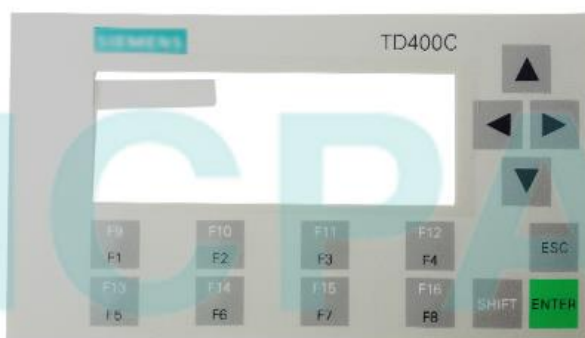 SIEMENS
TD400C
F9 F10 F11 F12
F1 F2 F3 F4
ESC
F13 F14 F15 F16
F5 F6 F7 F8
SHIFT ENTER